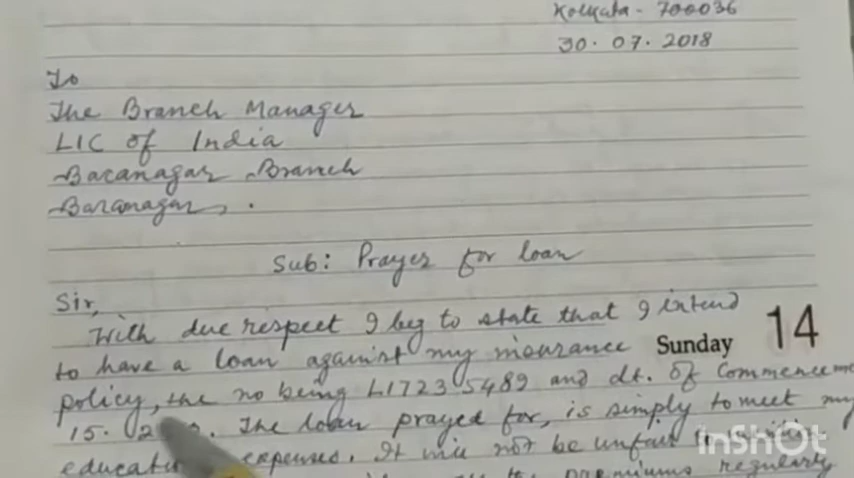 Kolkata - 700036
30.07.2018
To
The Branch Manager
LIC of India
Baranagar Branch
Baranagar, .
Sub: Prayer for loan
Sir,
With due respect I beg to state that I intend
to have a loan against my insurance
Sunday 14
policy, the no being L1723 5489 and dt. of Commenceme
15. The loan prayed for, is simply to meet my
expenses. It not be unfair to
regularly
InShOt